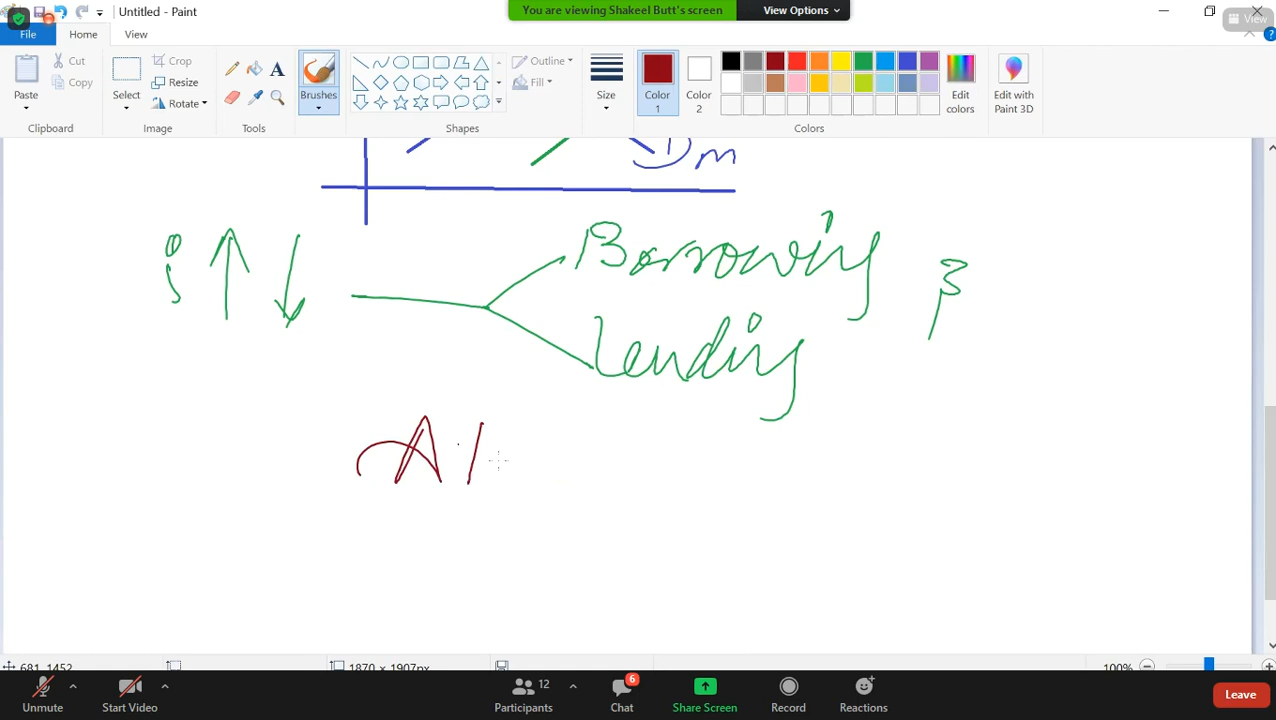 Untitled - Paint
You are viewing Shakeel Butt's screen
View Options
View
File
Home
View
Paste
Cut
Copy
Clipboard
Select
Crop
Resize
Rotate
Image
Tools
Brushes
Shapes
Outline
Fill
Size
Color 1
Color 2
Edit colors
Edit with Paint 3D
Colors
Dm
i
Borrowing
lending
A
681, 1452
1870 × 1907px
100%
Unmute
Start Video
12
Participants
6
Chat
Share Screen
Record
Reactions
Leave